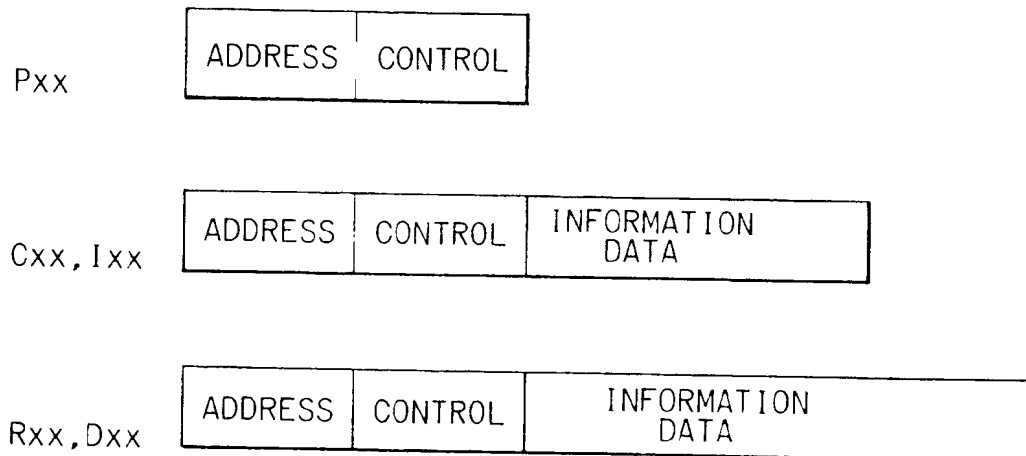 Pxx
ADDRESS CONTROL
Cxx, Ixx
ADDRESS CONTROL INFORMATION
DATA
Rxx, Dxx
ADDRESS CONTROL INFORMATION
DATA